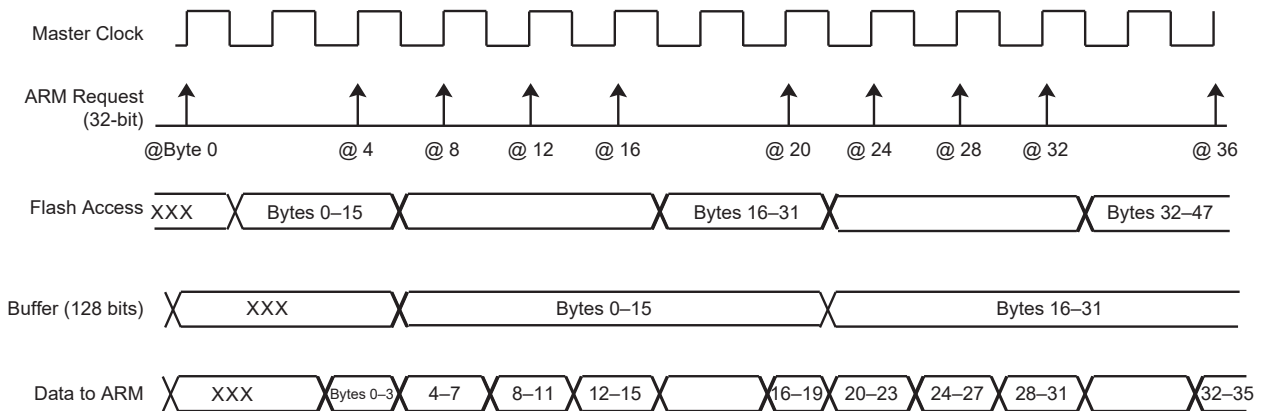 Master Clock
ARM Request
(32-bit)
@Byte 0 @ 4 @ 8 @ 12 @ 16 @ 20 @ 24 @ 28 @ 32 @ 36
Flash Access XXX Bytes 0–15 Bytes 16–31 Bytes 32–47
Buffer (128 bits) XXX Bytes 0–15 Bytes 16–31
Data to ARM XXX Bytes 0–3 4–7 8–11 12–15 16–19 20–23 24–27 28–31 32–35